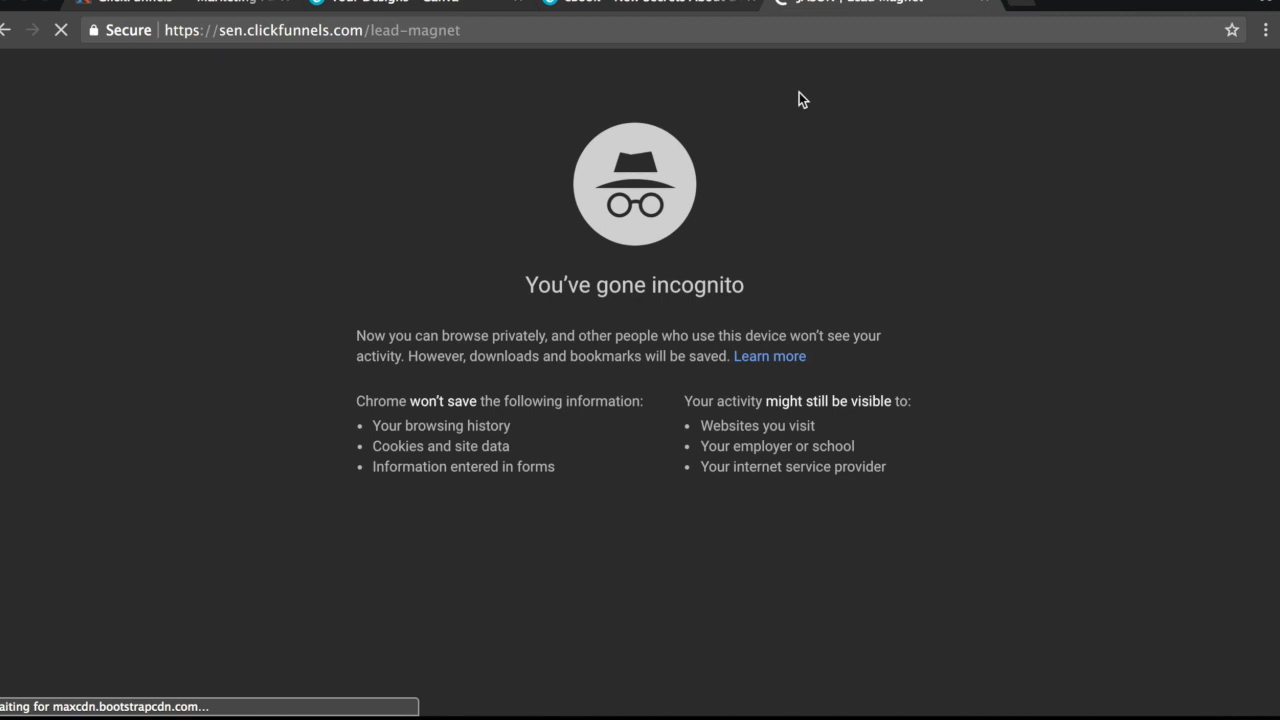 Secure https://sen.clickfunnels.com/lead-magnet
You've gone incognito
Now you can browse privately, and other people who use this device won't see your
activity. However, downloads and bookmarks will be saved. Learn more
Chrome won't save the following information:
Your browsing history
Cookies and site data
Information entered in forms
Your activity might still be visible to:
Websites you visit
Your employer or school
Your internet service provider
for maxcdn.bootstrapcdn.com...